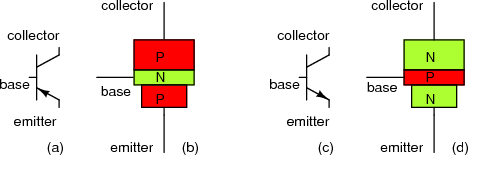 collector
collector
collector
collector
P
N
base
base
P
emitter
emitter
(a)
(b)
N
P
base
base
N
emitter
emitter
(c)
(d)